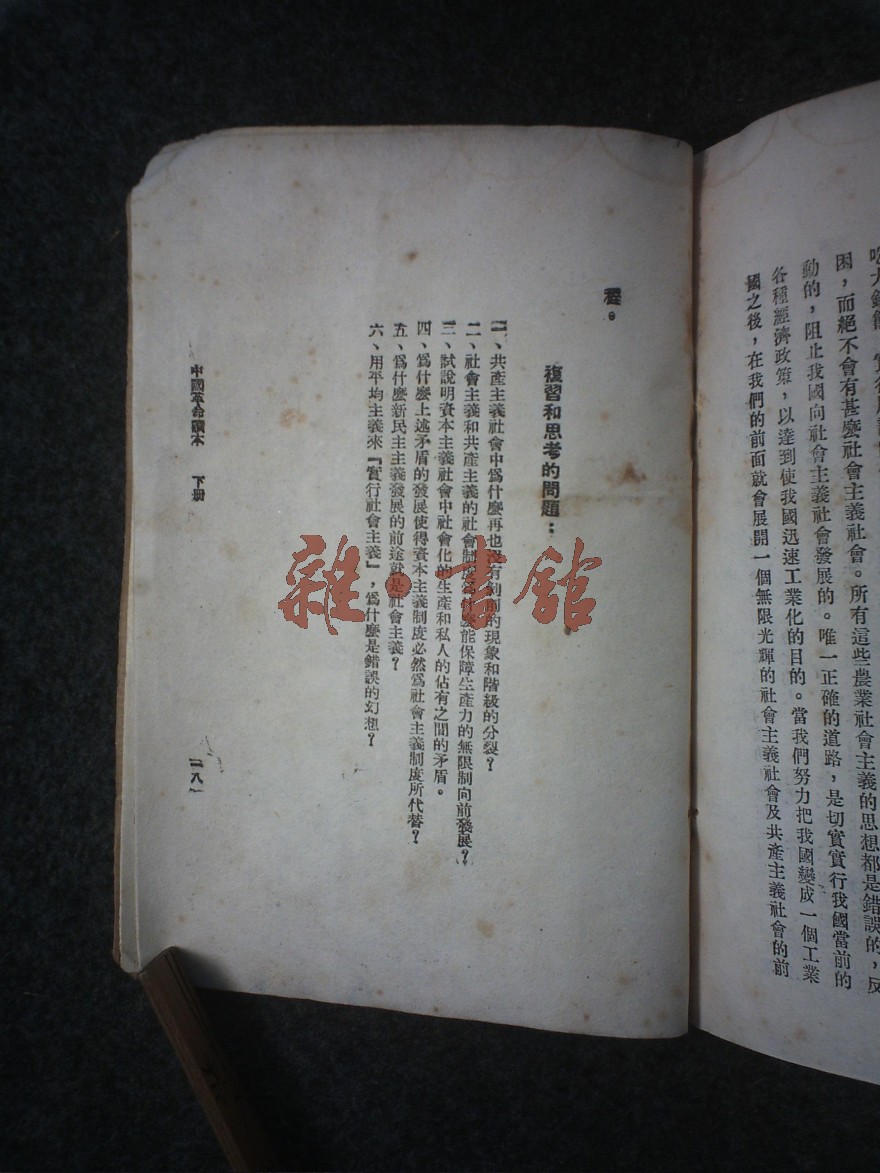 困，而絕不會有甚麼社會主義社會。所有這些農業社會主義的思想都是錯誤的，反
動的，阻止我國向社會主義社會發展的。唯一正確的道路，是切實實行我國當前的
各種經濟政策，以達到使我國迅速工業化的目的。當我們努力把我國變成一個工業
國之後，在我們的前面就會展開一個無限光輝的社會主義社會及共產主義社會的前
程。
複習和思考的問題：
一、共產主義社會中爲什麼再也沒有剝削的現象和階級的分裂？
二、社會主義和共產主義的社會制度爲什麼能保障生產力的無限制向前發展？
三、試說明資本主義社會中社會化的生產和私人的佔有之間的矛盾。
四、爲什麼上述矛盾的發展使得資本主義制度必然爲社會主義制度所代替？
五、爲什麼新民主主義發展的前途就是社會主義？
六、用平均主義來『實行社會主義』，爲什麼是錯誤的幻想？
中國革命讀本　下册
雜·書館